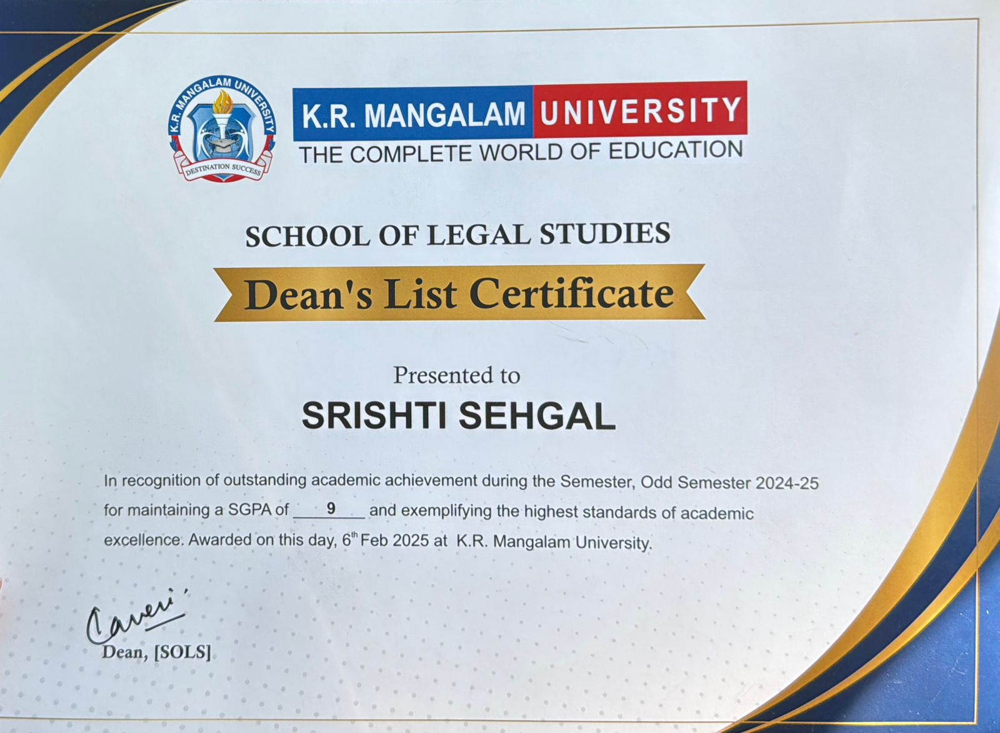 K.R. MANGALAM UNIVERSITY
DESTINATION SUCCESS
K.R. MANGALAM UNIVERSITY
THE COMPLETE WORLD OF EDUCATION
SCHOOL OF LEGAL STUDIES
Dean's List Certificate
Presented to
SRISHTI SEHGAL
In recognition of outstanding academic achievement during the Semester, Odd Semester 2024-25
for maintaining a SGPA of 9 and exemplifying the highest standards of academic
excellence. Awarded on this day, 6th Feb 2025 at K.R. Mangalam University.
Caveri
Dean, [SOLS]